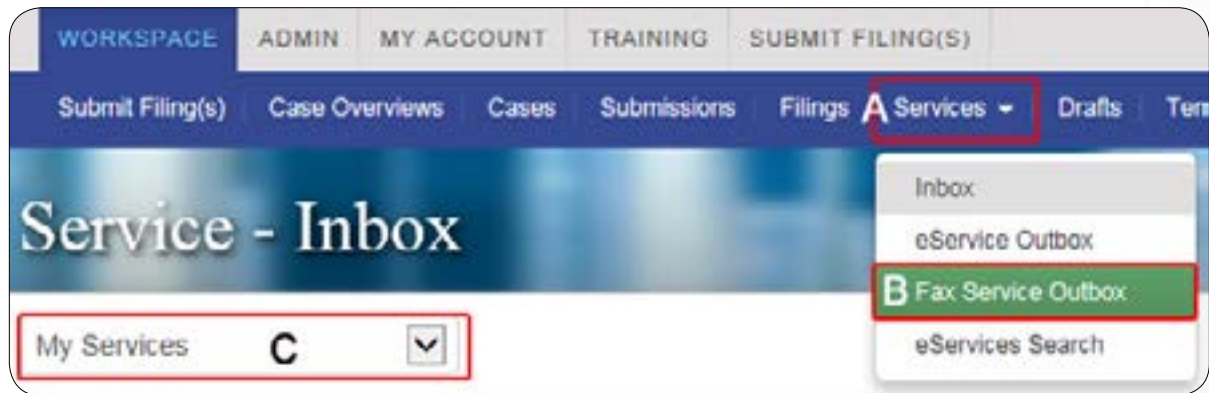 WORKSPACE ADMIN MY ACCOUNT TRAINING SUBMIT FILING(S)
Submit Filing(s) Case Overviews Cases Submissions Filings A Services Drafts
Service - Inbox
Inbox
eService Outbox
B Fax Service Outbox
eServices Search
My Services C